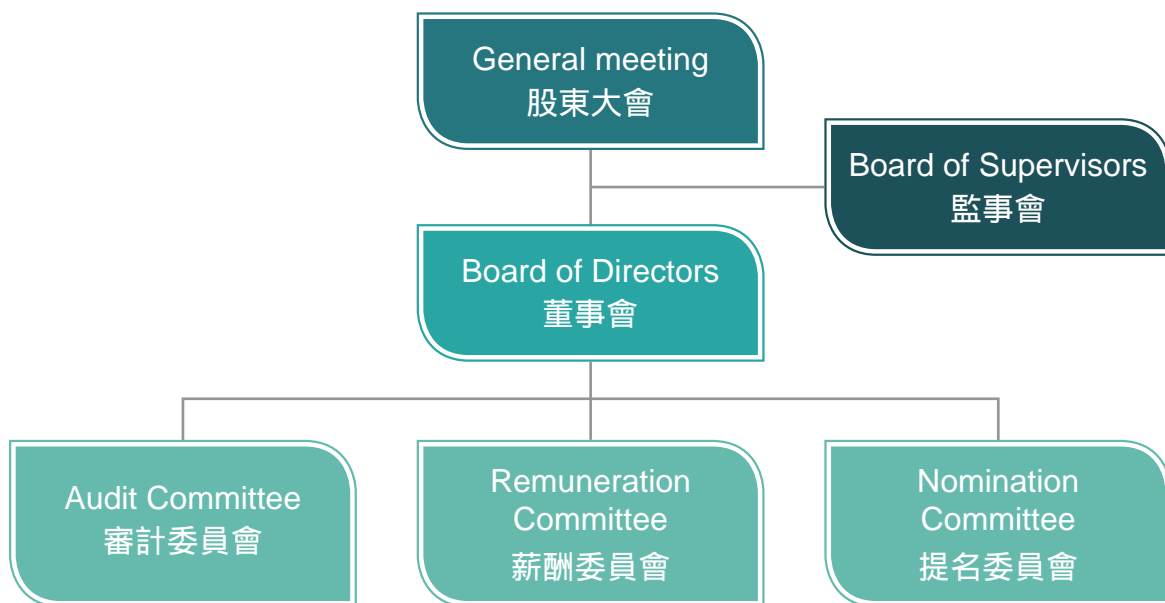 General meeting
股東大會
Board of Supervisors
監事會
Board of Directors
董事會
Audit Committee
審計委員會
Remuneration
Committee
薪酬委員會
Nomination
Committee
提名委員會